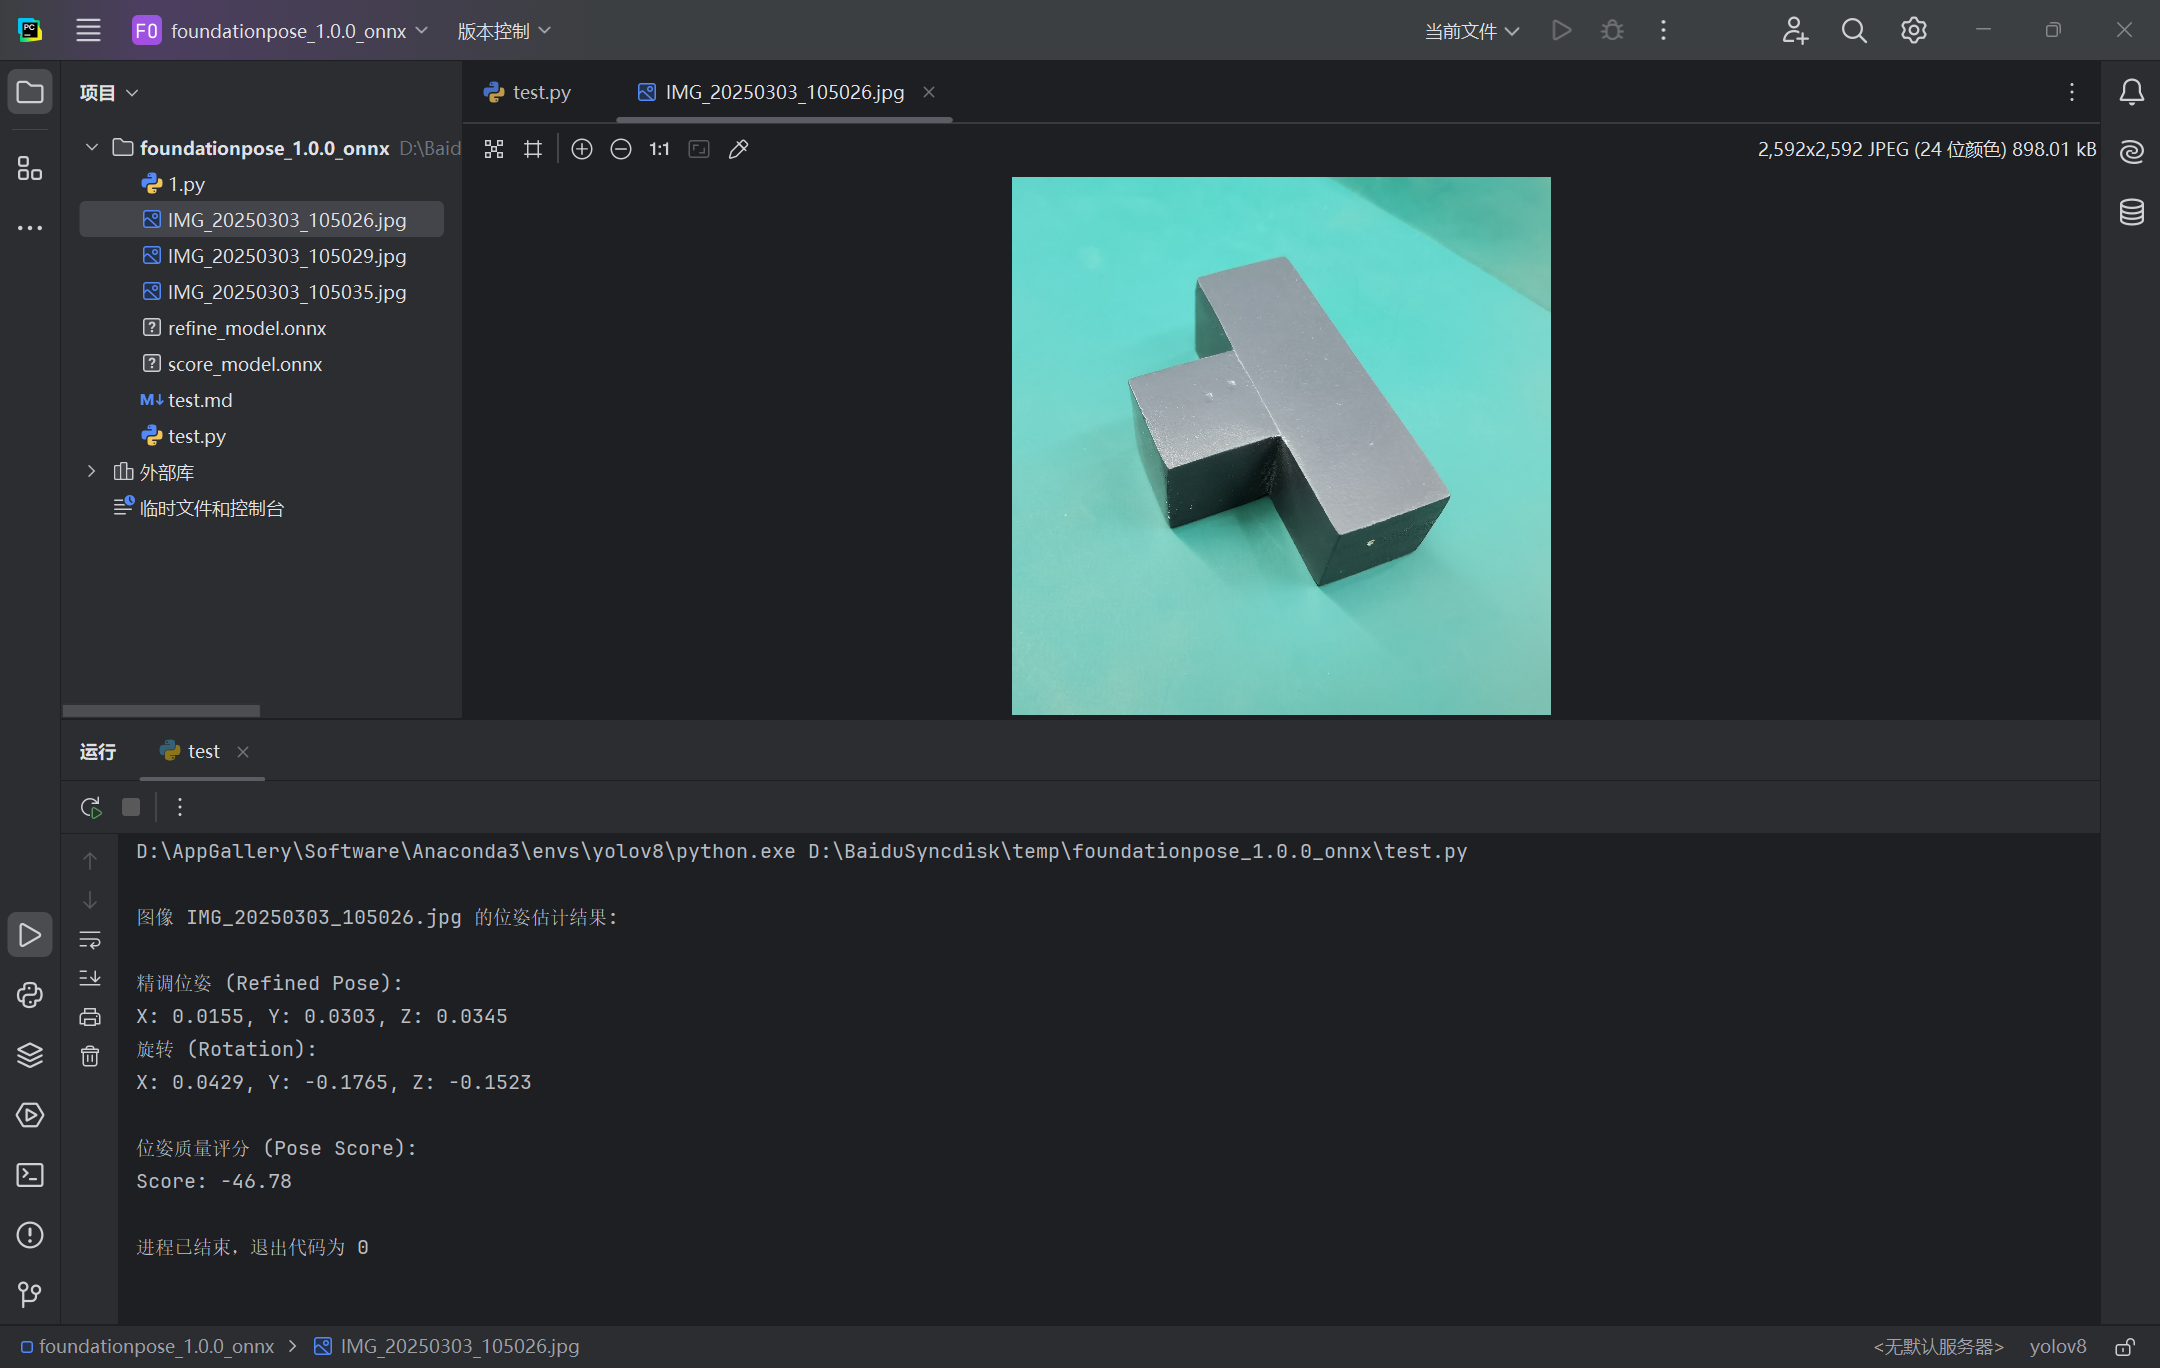 PC
FO foundationpose_1.0.0_onnx 版本控制 当前文件
项目
foundationpose_1.0.0_onnx D:\Baid
1.py
IMG_20250303_105026.jpg
IMG_20250303_105029.jpg
IMG_20250303_105035.jpg
refine_model.onnx
score_model.onnx
M↓ test.md
test.py
外部库
临时文件和控制台
test.py IMG_20250303_105026.jpg
1:1 2,592x2,592 JPEG (24 位颜色) 898.01 kB
运行 test
D:\AppGallery\Software\Anaconda3\envs\yolov8\python.exe D:\BaiduSyncdisk\temp\foundationpose_1.0.0_onnx\test.py
图像 IMG_20250303_105026.jpg 的位姿估计结果:
精调位姿 (Refined Pose):
X: 0.0155, Y: 0.0303, Z: 0.0345
旋转 (Rotation):
X: 0.0429, Y: -0.1765, Z: -0.1523
位姿质量评分 (Pose Score):
Score: -46.78
进程已结束，退出代码为 0
foundationpose_1.0.0_onnx IMG_20250303_105026.jpg <无默认服务器> yolov8